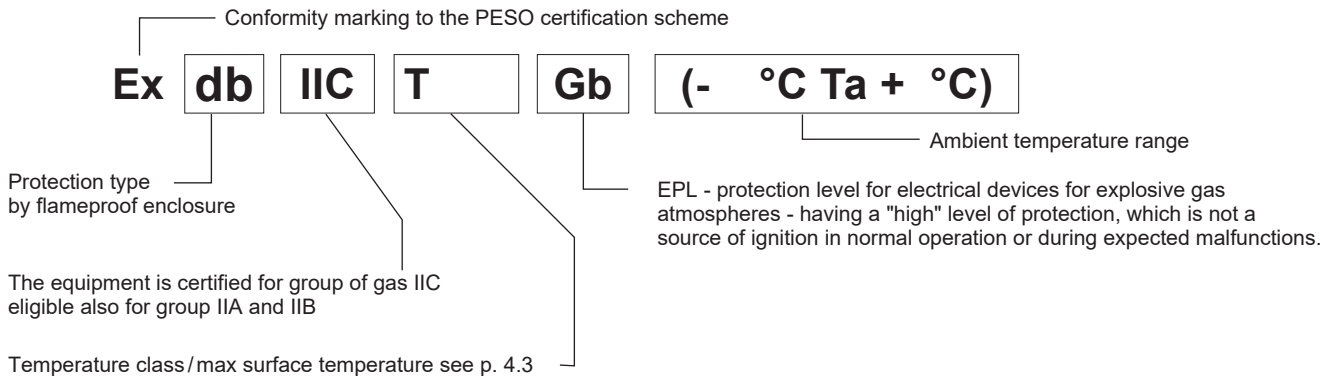 Conformity marking to the PESO certification scheme
Ex db IIC T Gb (- °C Ta + °C)
Ambient temperature range
Protection type
by flameproof enclosure
EPL - protection level for electrical devices for explosive gas
atmospheres - having a "high" level of protection, which is not a
source of ignition in normal operation or during expected malfunctions.
The equipment is certified for group of gas IIC
eligible also for group IIA and IIB
Temperature class/max surface temperature see p. 4.3